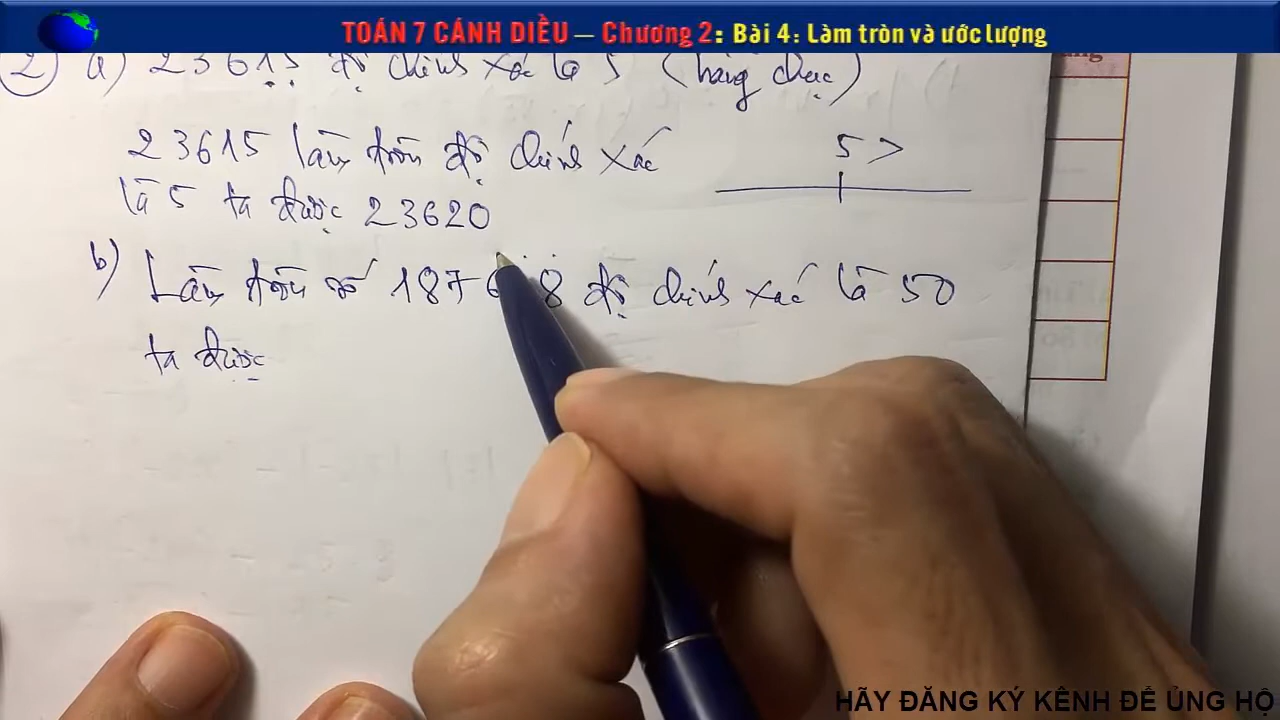 TOÁN 7 CÁNH DIỀU – Chương 2: Bài 4: Làm tròn và ước lượng
2) a) 23615 độ chính xác là 5 (hàng chục)
23615 làm tròn độ chính xác
5 >
là 5 ta được 23620
b) Làm tròn số độ chính xác là 50
ta được
HÃY ĐĂNG KÝ KÊNH ĐỂ ỦNG HỘ